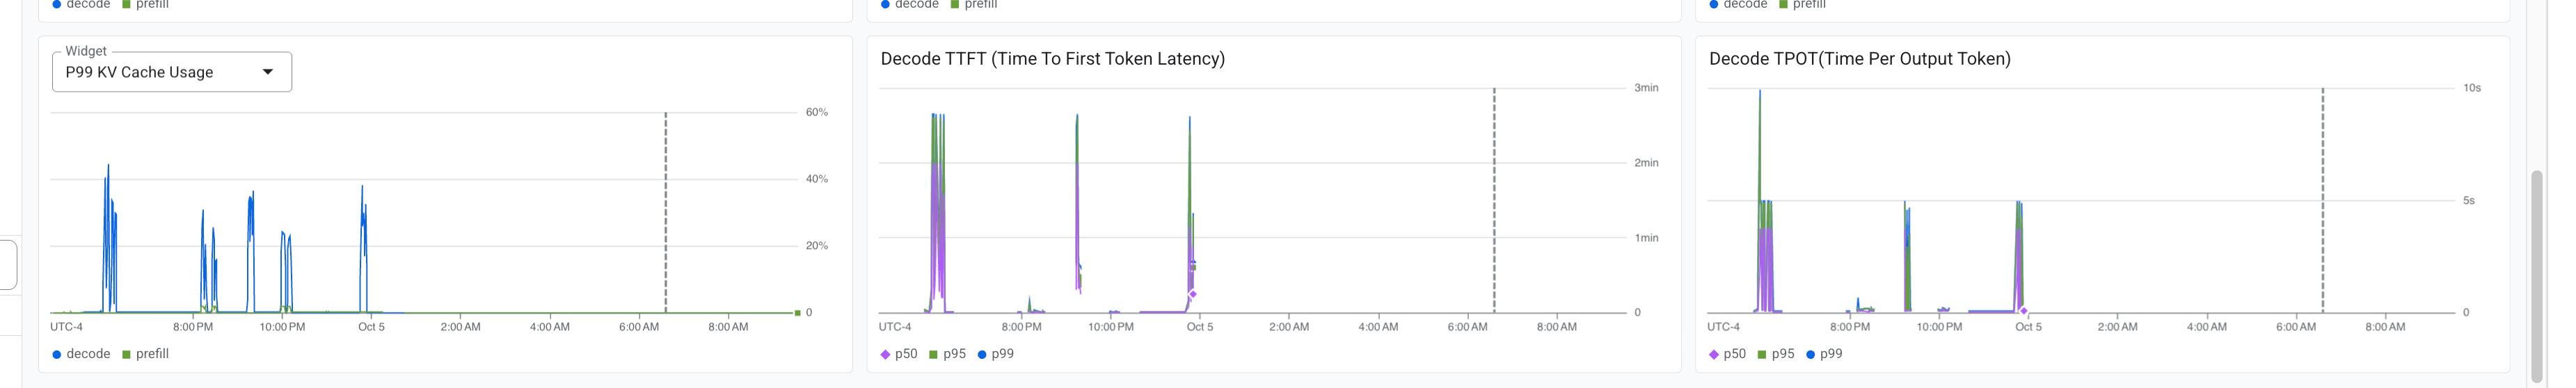 decode prefill
decode prefill
decode prefill
Widget
P99 KV Cache Usage
60%
40%
20%
0
UTC-4 8:00 PM 10:00 PM Oct 5 2:00 AM 4:00 AM 6:00 AM 8:00 AM
decode prefill
Decode TTFT (Time To First Token Latency)
3min
2min
1min
0
UTC-4 8:00 PM 10:00 PM Oct 5 2:00 AM 4:00 AM 6:00 AM 8:00 AM
p50 p95 p99
Decode TPOT(Time Per Output Token)
10s
5s
0
UTC-4 8:00 PM 10:00 PM Oct 5 2:00 AM 4:00 AM 6:00 AM 8:00 AM
p50 p95 p99